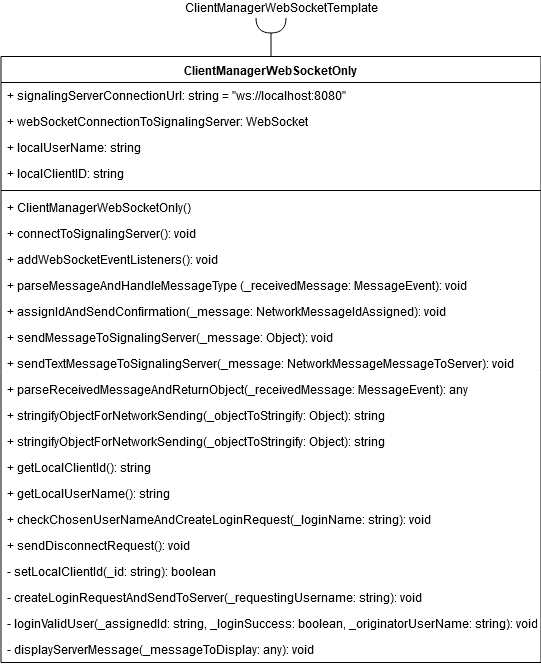 ClientManagerWebSocketTemplate
ClientManagerWebSocketOnly
+ signalingServerConnectionUrl: string = "ws://localhost:8080"
+ webSocketConnectionToSignalingServer: WebSocket
+ localUserName: string
+ localClientID: string
+ ClientManagerWebSocketOnly()
+ connectToSignalingServer(): void
+ addWebSocketEventListeners(): void
+ parseMessageAndHandleMessageType (_receivedMessage: MessageEvent): void
+ assignIdAndSendConfirmation(_message: NetworkMessageIdAssigned): void
+ sendMessageToSignalingServer(_message: Object): void
+ sendTextMessageToSignalingServer(_message: NetworkMessageMessageToServer): void
+ parseReceivedMessageAndReturnObject(_receivedMessage: MessageEvent): any
+ stringifyObjectForNetworkSending(_objectToStringify: Object): string
+ stringifyObjectForNetworkSending(_objectToStringify: Object): string
+ getLocalClientId(): string
+ getLocalUserName(): string
+ checkChosenUserNameAndCreateLoginRequest(_loginName: string): void
+ sendDisconnectRequest(): void
- setLocalClientId(_id: string): boolean
- createLoginRequestAndSendToServer(_requestingUsername: string): void
- loginValidUser(_assignedId: string, _loginSuccess: boolean, _originatorUserName: string): void
- displayServerMessage(_messageToDisplay: any): void